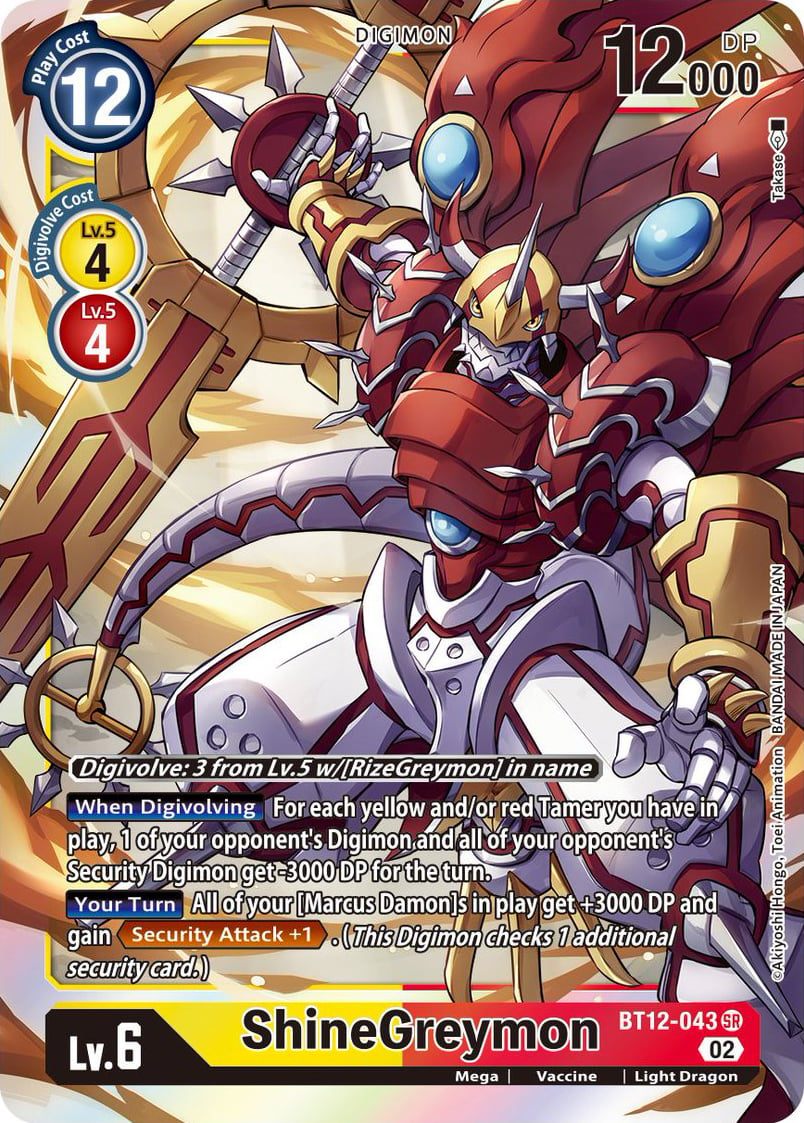 DIGIMON
Play Cost
12
12000
DP
Digivolve Cost
Lv.5
4
Lv.5
4
Takase
Digivolve: 3 from Lv.5 w/[RizeGreymon] in name
When Digivolving For each yellow and/or red Tamer you have in
play, 1 of your opponent's Digimon and all of your opponent's
Security Digimon get -3000 DP for the turn.
Your Turn All of your [Marcus Damon]s in play get +3000 DP and
gain Security Attack +1 . (This Digimon checks 1 additional
security card.)
©Akiyoshi Hongo, Toei Animation BANDAI MADE IN JAPAN
Lv.6
ShineGreymon
BT12-043 SR
02
Mega | Vaccine | Light Dragon